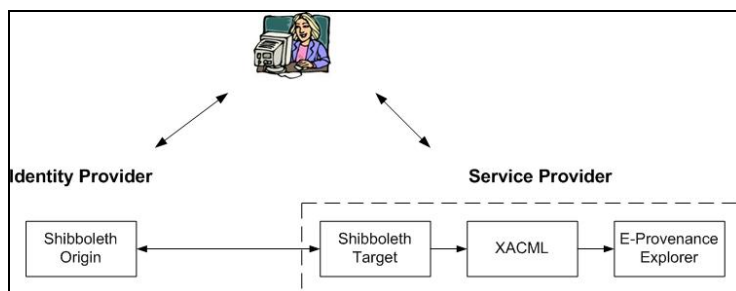 Identity Provider
Service Provider
Shibboleth
Origin
Shibboleth
Target
XACML
E-Provenance
Explorer